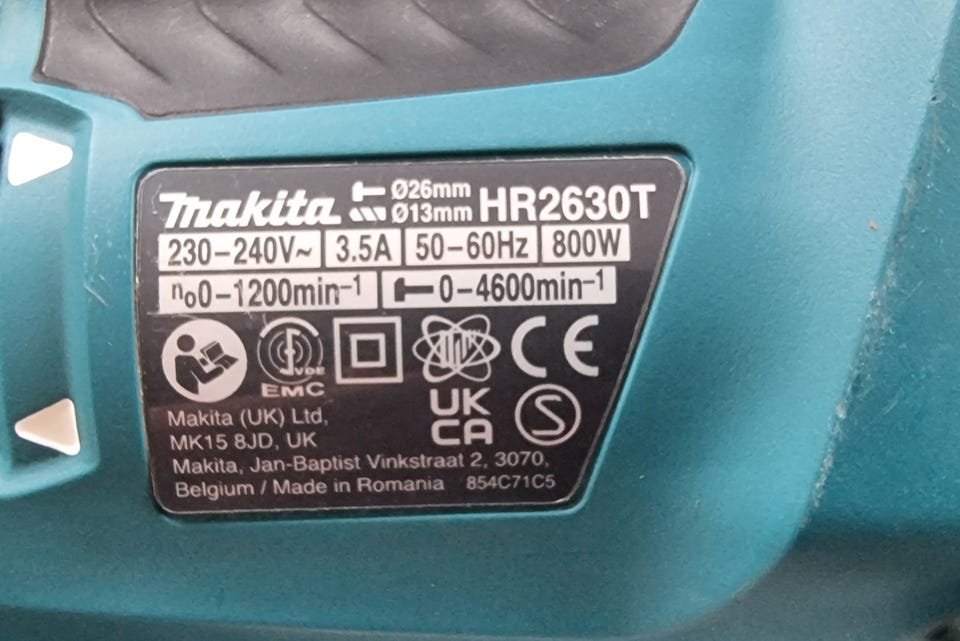 makita Ø26mm HR2630T
Ø13mm
230-240V~ 3.5A 50-60Hz 800W
n₀0-1200min⁻¹ 0-4600min⁻¹
VDE
EMC
CE
UK
CA
S
Makita (UK) Ltd,
MK15 8JD, UK
Makita, Jan-Baptist Vinkstraat 2, 3070,
Belgium / Made in Romania 854C71C5